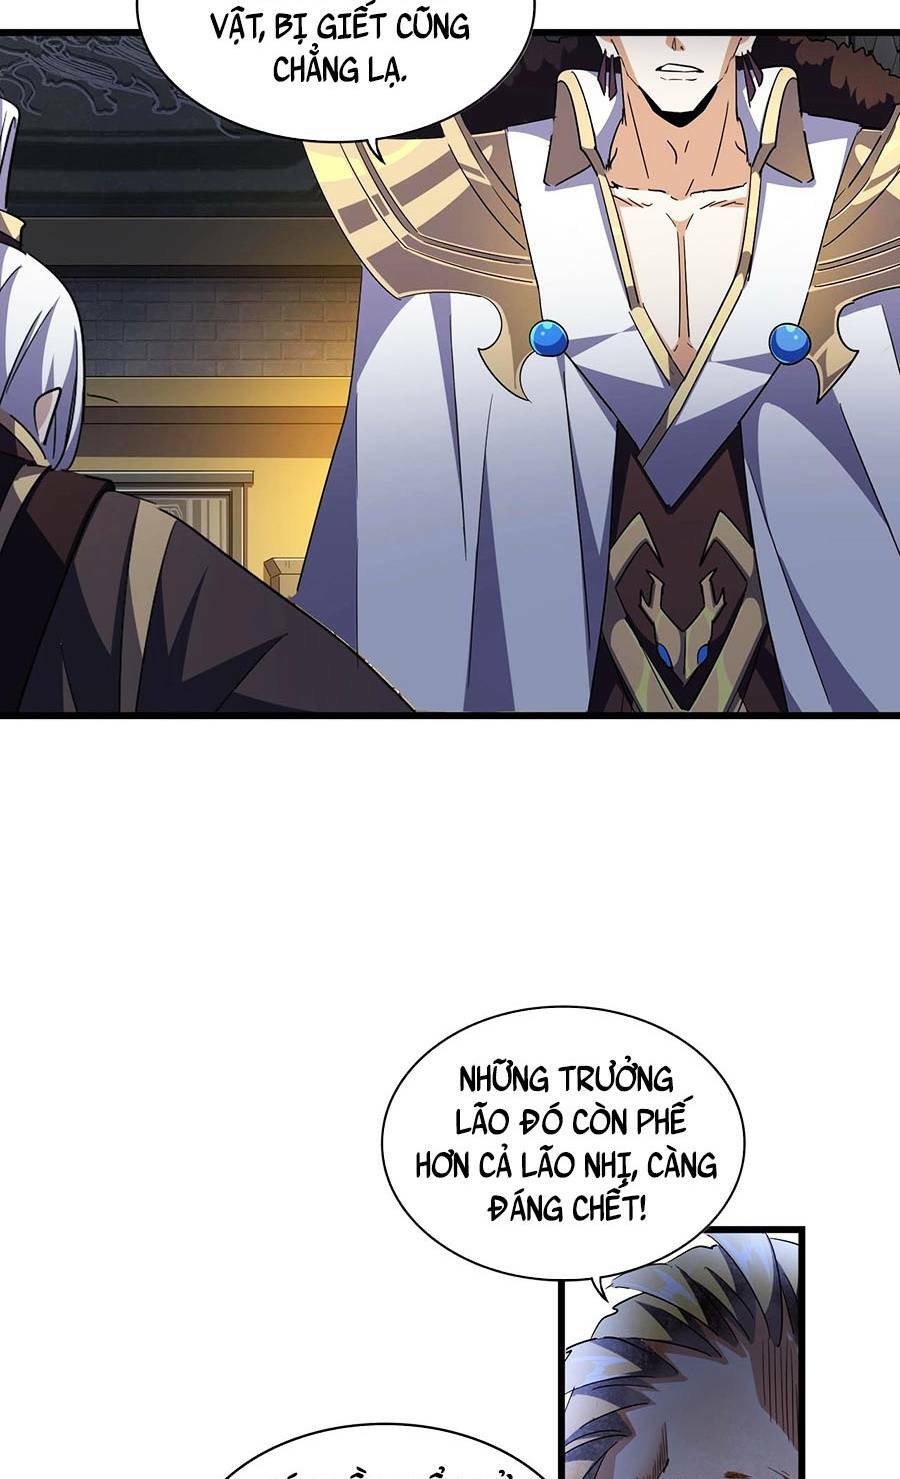 VẬT, BỊ GIẾT CŨNG
CHẲNG LẠ.
NHỮNG TRƯỞNG
LÃO ĐÓ CÒN PHẾ
HƠN CẢ LÃO NHỊ, CÀNG
ĐÁNG CHẾT!